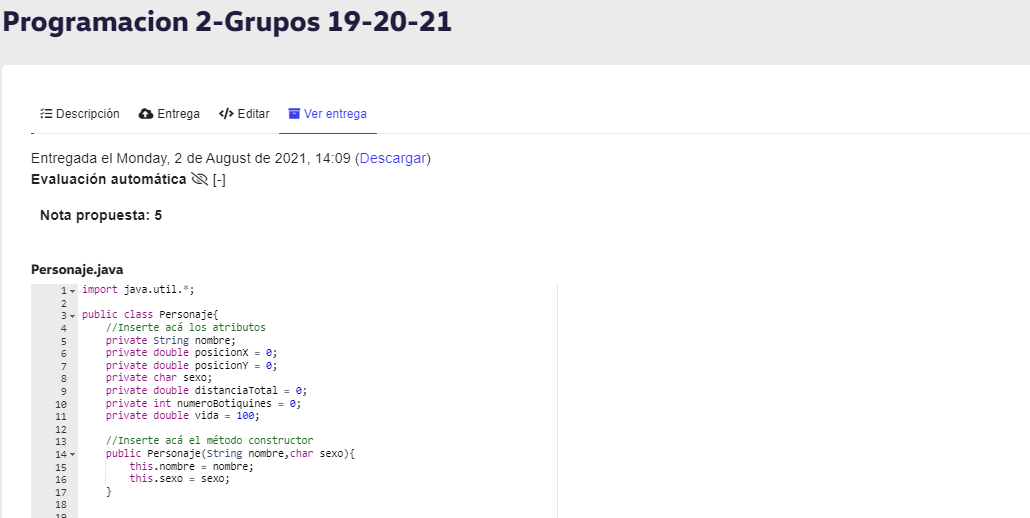 Programacion 2-Grupos 19-20-21
Descripción Entrega Editar Ver entrega
Entregada el Monday, 2 de August de 2021, 14:09 (Descargar)
Evaluación automática [-]
Nota propuesta: 5
Personaje.java
1 import java.util.*;
2
3 public class Personaje{
4 //Inserte acá los atributos
5 private String nombre;
6 private double posicionX = 0;
7 private double posicionY = 0;
8 private char sexo;
9 private double distanciaTotal = 0;
10 private int numeroBotiquines = 0;
11 private double vida = 100;
12
13 //Inserte acá el método constructor
14 public Personaje(String nombre,char sexo){
15 this.nombre = nombre;
16 this.sexo = sexo;
17 }
18
19